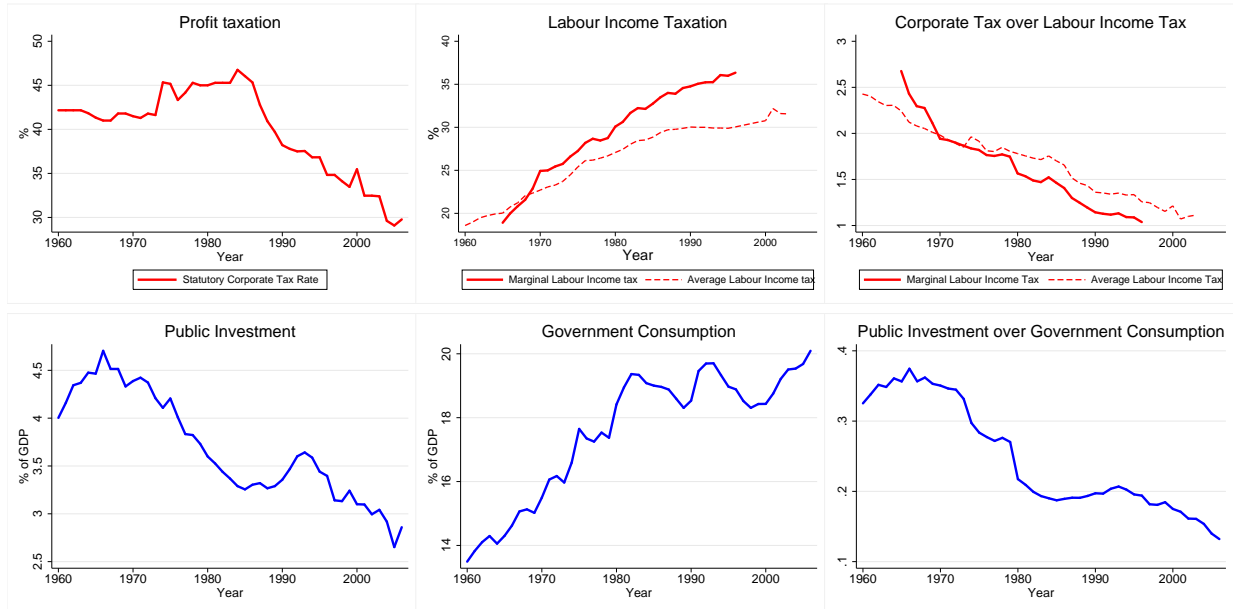 Profit taxation
50
45
40
35
30
%
1960 1970 1980 1990 2000
Year
Statutory Corporate Tax Rate
Labour Income Taxation
40
35
30
25
20
%
1960 1970 1980 1990 2000
Year
Marginal Labour Income tax Average Labour Income tax
Corporate Tax over Labour Income Tax
3
2.5
2
1.5
1
1960 1970 1980 1990 2000
Year
Marginal Labour Income Tax Average Labour Income Tax
Public Investment
4.5
4
3.5
3
2.5
% of GDP
1960 1970 1980 1990 2000
Year
Government Consumption
20
18
16
14
% of GDP
1960 1970 1980 1990 2000
Year
Public Investment over Government Consumption
.4
.3
.2
.1
1960 1970 1980 1990 2000
Year